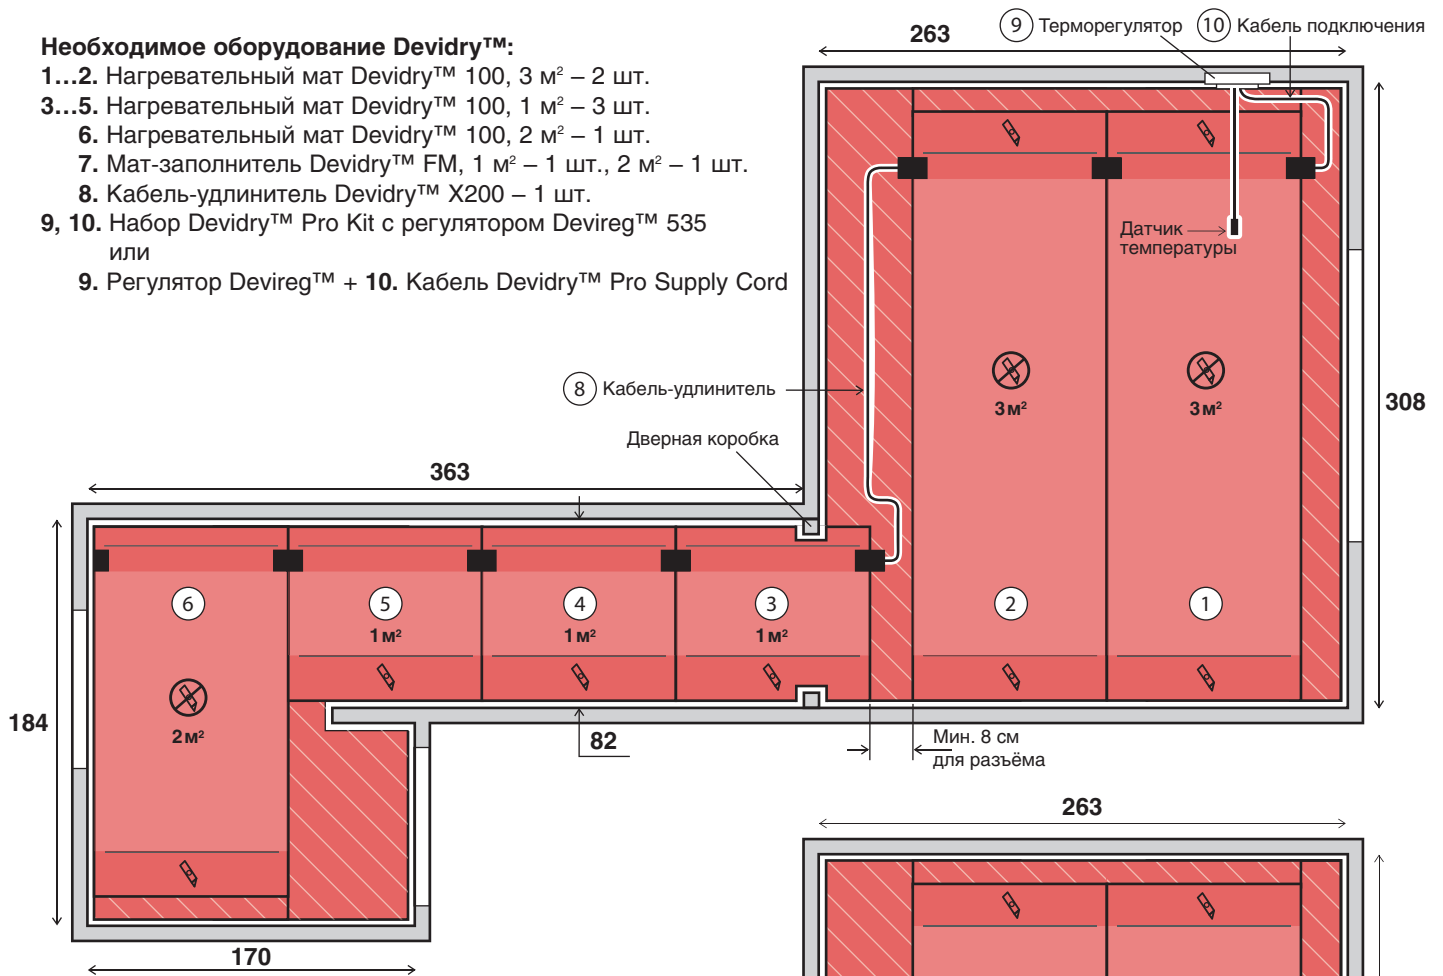 Необходимое оборудование Devidry™:
1...2. Нагревательный мат Devidry™ 100, 3 м² – 2 шт.
3...5. Нагревательный мат Devidry™ 100, 1 м² – 3 шт.
6. Нагревательный мат Devidry™ 100, 2 м² – 1 шт.
7. Мат-заполнитель Devidry™ FM, 1 м² – 1 шт., 2 м² – 1 шт.
8. Кабель-удлинитель Devidry™ X200 – 1 шт.
9, 10. Набор Devidry™ Pro Kit с регулятором Devireg™ 535
или
9. Регулятор Devireg™ + 10. Кабель Devidry™ Pro Supply Cord
263
9 Терморегулятор
10 Кабель подключения
Датчик
температуры
3 м²
3 м²
308
8 Кабель-удлинитель
Дверная коробка
363
6
5
4
3
2
1
1 м²
1 м²
1 м²
2 м²
184
82
Мин. 8 см
для разъёма
170
263